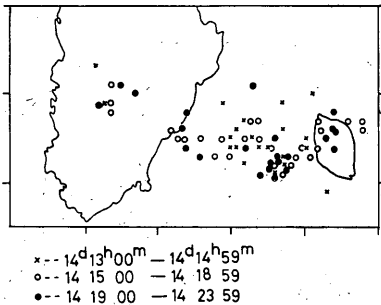 x -- 14ᵈ13ʰ00ᵐ — 14ᵈ14ʰ59ᵐ
o -- 14 15 00 — 14 18 59
● -- 14 19 00 — 14 23 59